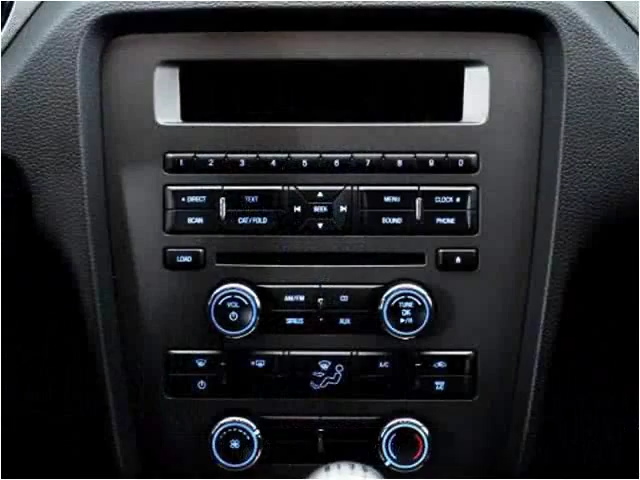 1 2 3 4 5 6 7 8 9 0
* DIRECT TEXT MENU CLOCK #
SEEK
SCAN CAT/FOLD SOUND PHONE
LOAD
AM/FM CD
VOL TUNE
OK
SIRIUS AUX
A/C